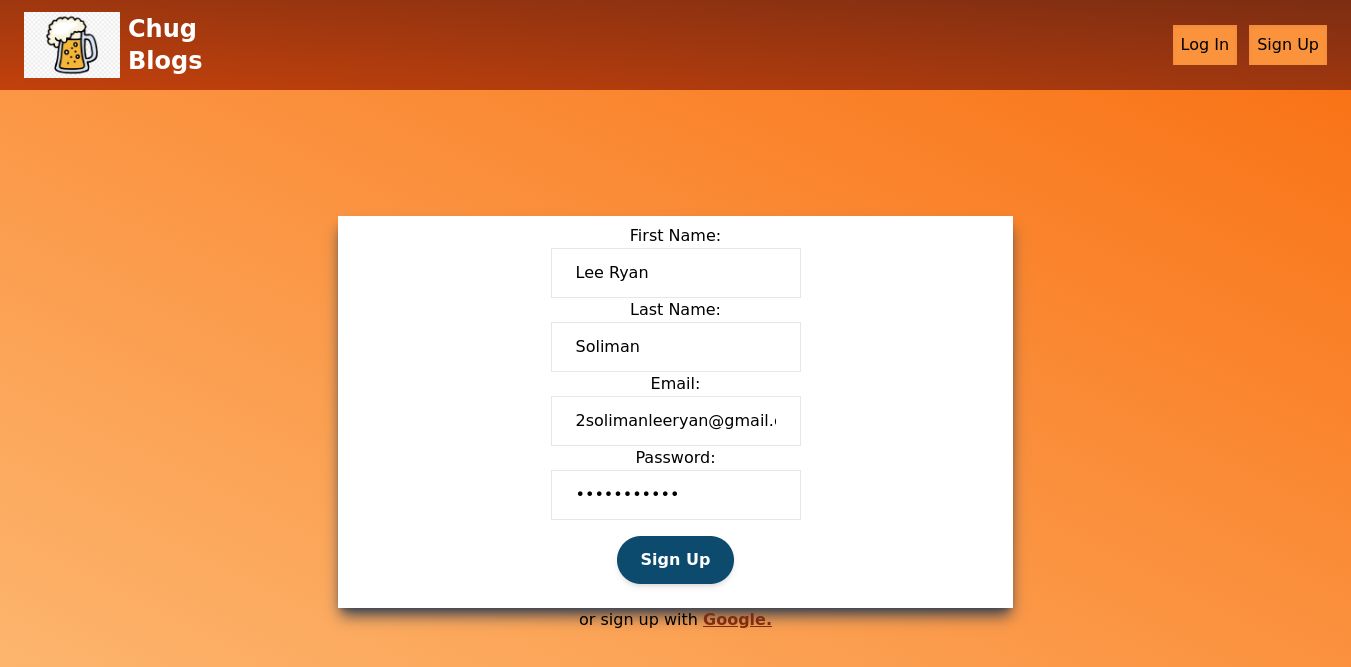 Chug
Blogs
Log In
Sign Up
First Name:
Lee Ryan
Last Name:
Soliman
Email:
2solimanleeryan@gmail.
Password:
•••••••••••
Sign Up
or sign up with Google.